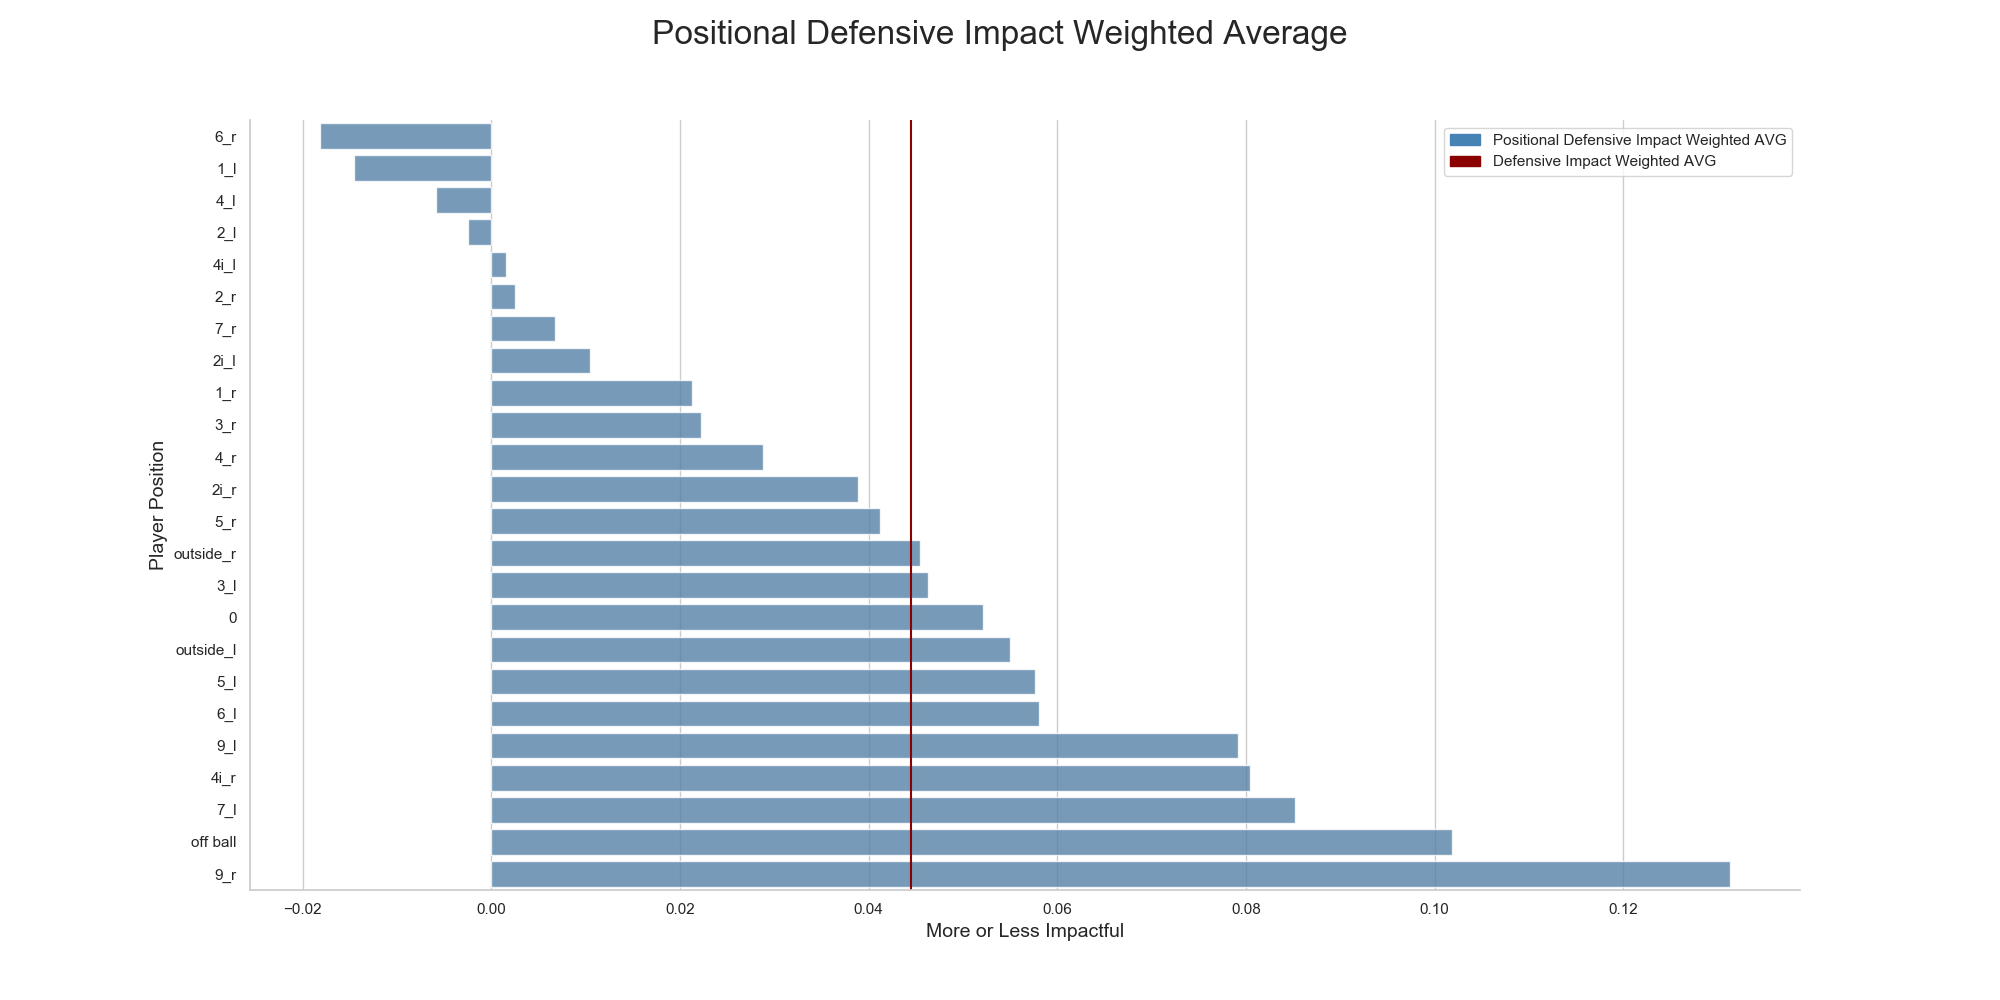 Positional Defensive Impact Weighted Average
Positional Defensive Impact Weighted AVG
Defensive Impact Weighted AVG
Player Position
6_r
1_l
4_l
2_l
4i_l
2_r
7_r
2i_l
1_r
3_r
4_r
2i_r
5_r
outside_r
3_l
0
outside_l
5_l
6_l
9_l
4i_r
7_l
off ball
9_r
−0.02 0.00 0.02 0.04 0.06 0.08 0.10 0.12
More or Less Impactful